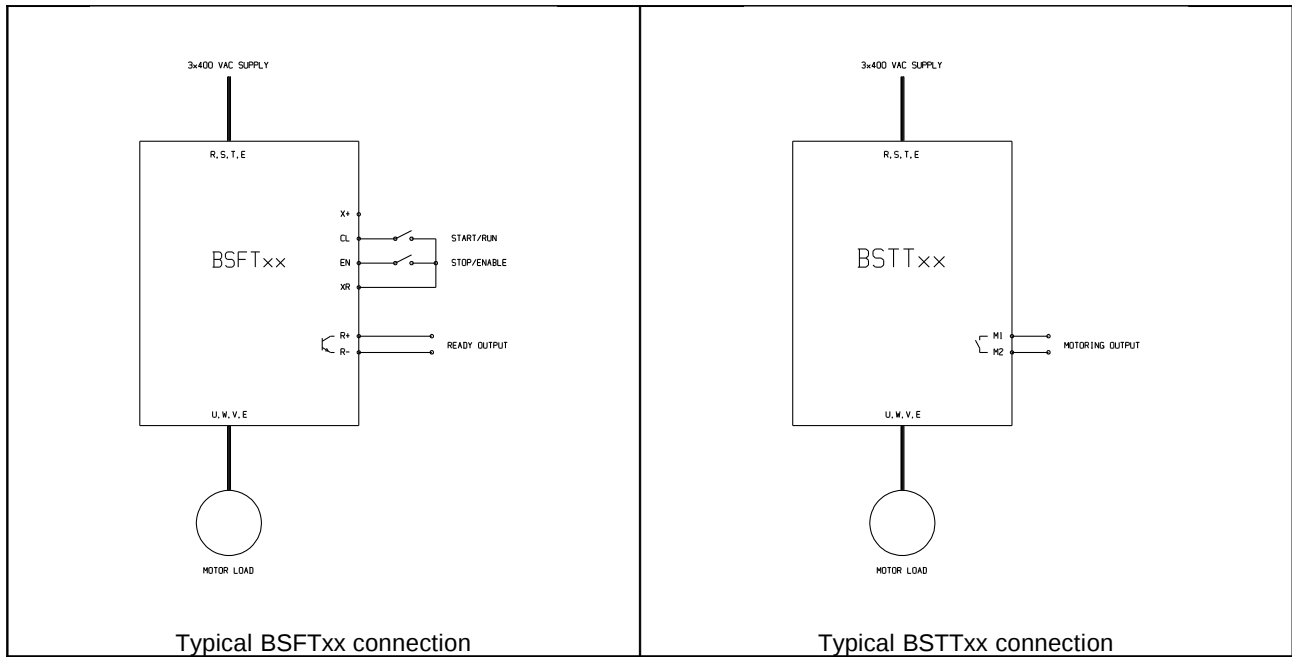 3x400 VAC SUPPLY
R,S,T,E
X+
CL
START/RUN
BSFTxx
EN
STOP/ENABLE
XR
R+
READY OUTPUT
R-
U,W,V,E
MOTOR LOAD
Typical BSFTxx connection
3x400 VAC SUPPLY
R,S,T,E
BSTTxx
M1
MOTORING OUTPUT
M2
U,W,V,E
MOTOR LOAD
Typical BSTTxx connection